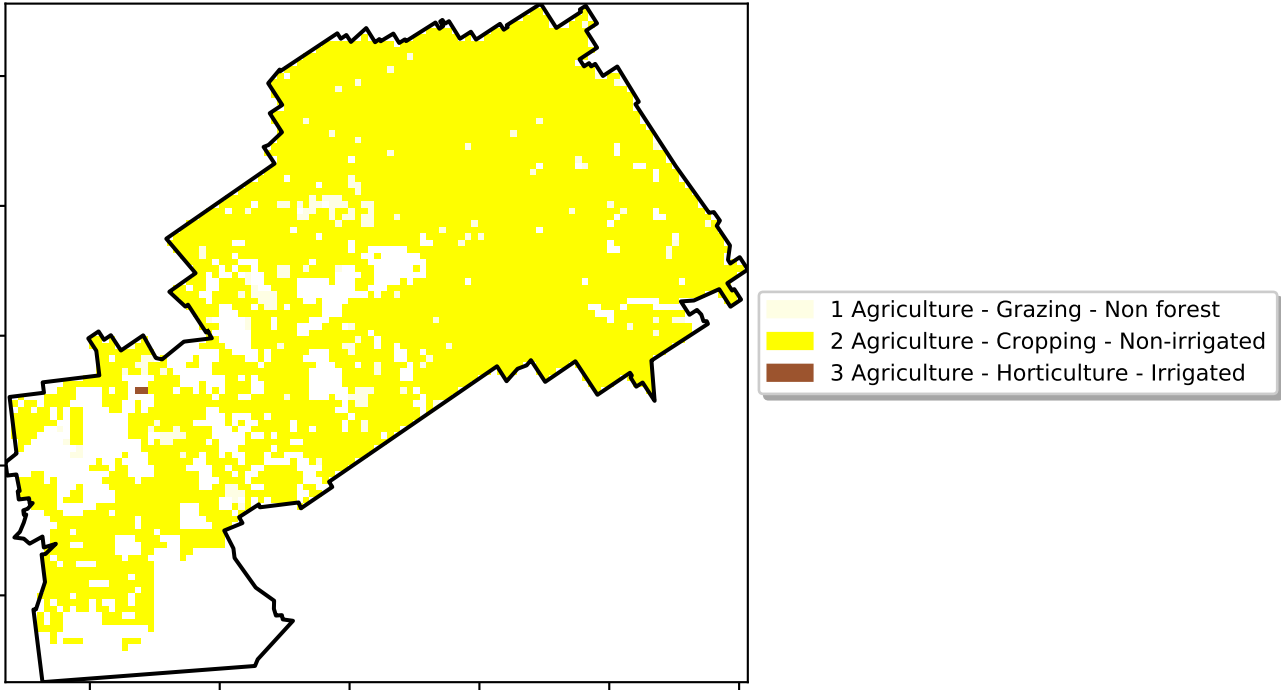 1 Agriculture - Grazing - Non forest
2 Agriculture - Cropping - Non-irrigated
3 Agriculture - Horticulture - Irrigated